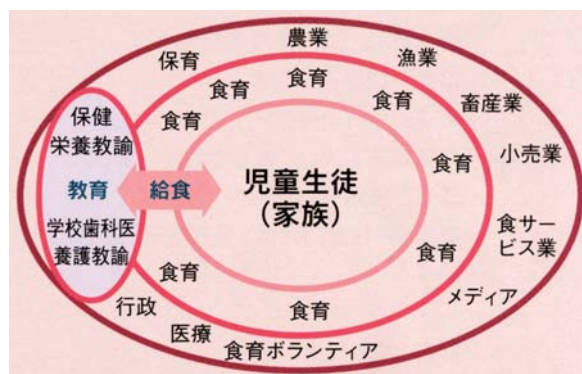 農業
保育
漁業
食育
食育
食育
畜産業
保健
栄養教諭
食育
小売業
食育
教育
給食
児童生徒
(家族)
学校歯科医
養護教諭
食サー
ビス業
食育
食育
行政
食育
メディア
医療
食育ボランティア